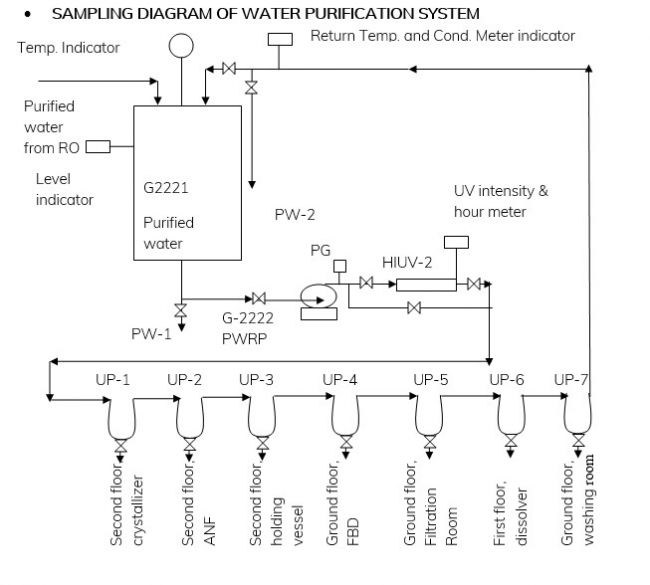 • SAMPLING DIAGRAM OF WATER PURIFICATION SYSTEM
Temp. Indicator
Return Temp. and Cond. Meter indicator
Purified
water
from RO
Level
indicator
G2221
Purified
water
PW-2
UV intensity &
hour meter
PG
HIUV-2
G-2222
PWRP
PW-1
UP-1
UP-2
UP-3
UP-4
UP-5
UP-6
UP-7
Second floor,
crystallizer
Second floor,
ANF
Second floor,
holding
vessel
Ground floor,
FBD
Ground floor,
Filtration
Room
First floor,
dissolver
Ground floor,
washing room